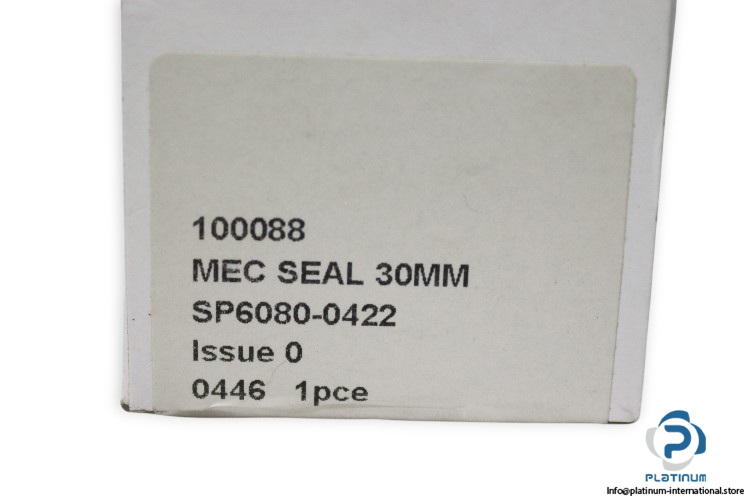 100088
MEC SEAL 30MM
SP6080-0422
Issue 0
0446 1pce
PLATINUM
Info@platinum-international.store